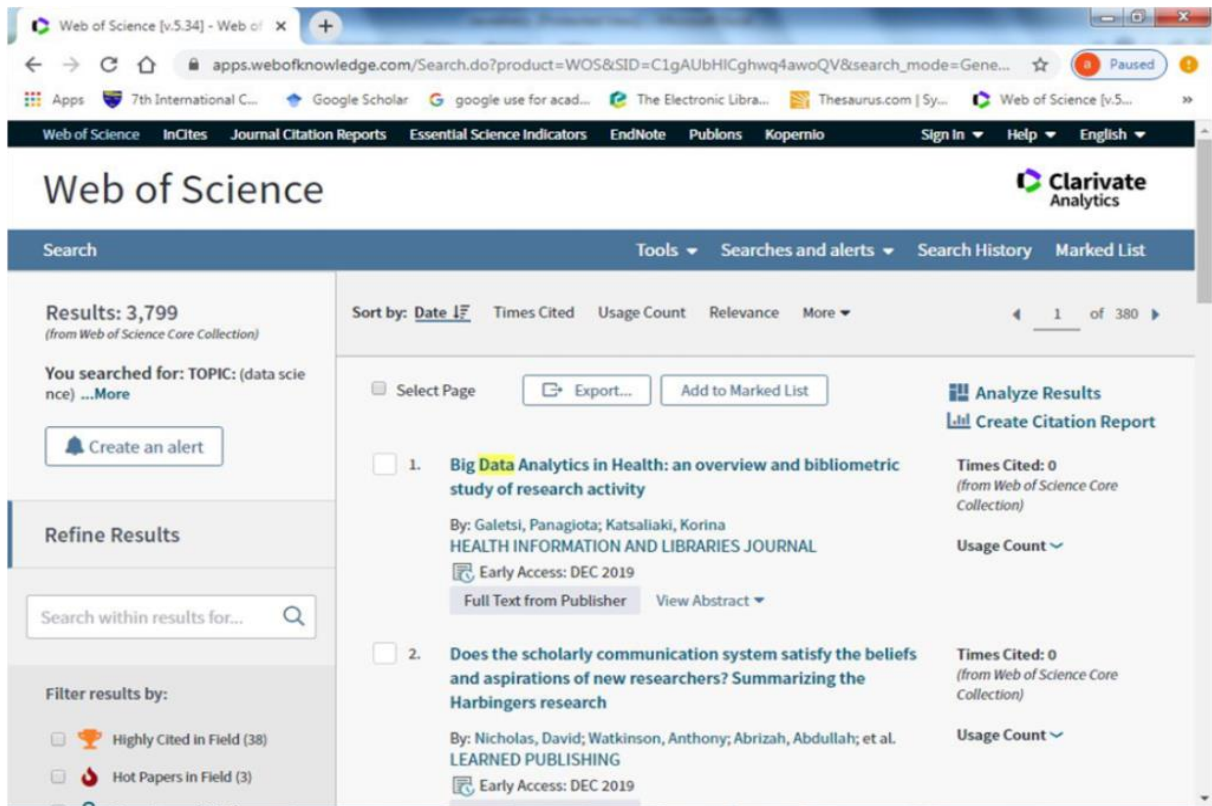 Web of Science [v.5.34] - Web of
apps.webofknowledge.com/Search.do?product=WOS&SID=C1gAUbHICghwq4awoQV&search_mode=Gene...
a Paused
Apps 7th International C... Google Scholar G google use for acad... The Electronic Libra... Thesaurus.com | Sy... Web of Science [v.5... »
Web of Science InCites Journal Citation Reports Essential Science Indicators EndNote Publons Kopernio Sign In Help English
Web of Science
Clarivate
Analytics
Search Tools Searches and alerts Search History Marked List
Results: 3,799
(from Web of Science Core Collection)
You searched for: TOPIC: (data scie
nce) ...More
Create an alert
Refine Results
Search within results for...
Filter results by:
Highly Cited in Field (38)
Hot Papers in Field (3)
Sort by: Date Times Cited Usage Count Relevance More
1 of 380
Select Page Export... Add to Marked List
Analyze Results
Create Citation Report
1. Big Data Analytics in Health: an overview and bibliometric
study of research activity
By: Galetsi, Panagiota; Katsaliaki, Korina
HEALTH INFORMATION AND LIBRARIES JOURNAL
Early Access: DEC 2019
Full Text from Publisher View Abstract
Times Cited: 0
(from Web of Science Core
Collection)
Usage Count
2. Does the scholarly communication system satisfy the beliefs
and aspirations of new researchers? Summarizing the
Harbingers research
By: Nicholas, David; Watkinson, Anthony; Abrizah, Abdullah; et al.
LEARNED PUBLISHING
Early Access: DEC 2019
Times Cited: 0
(from Web of Science Core
Collection)
Usage Count